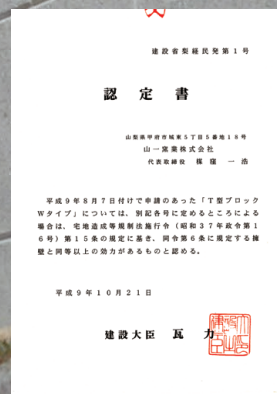 建設省梨経民発第1号
認定書
山梨県甲府市城東5丁目5番地18号
山一窯業株式会社
代表取締役 梶窪 一浩
平成9年8月7日付けで申請のあった「T型ブロック
Wタイプ」については、別記各号に定めるところによる
場合は、宅地造成等規制法施行令(昭和37年政令第1
6号)第15条の規定に基き、同令第6条に規定する擁
壁と同等以上の効力があるものと認める。
平成9年10月21日
建設大臣 瓦 力